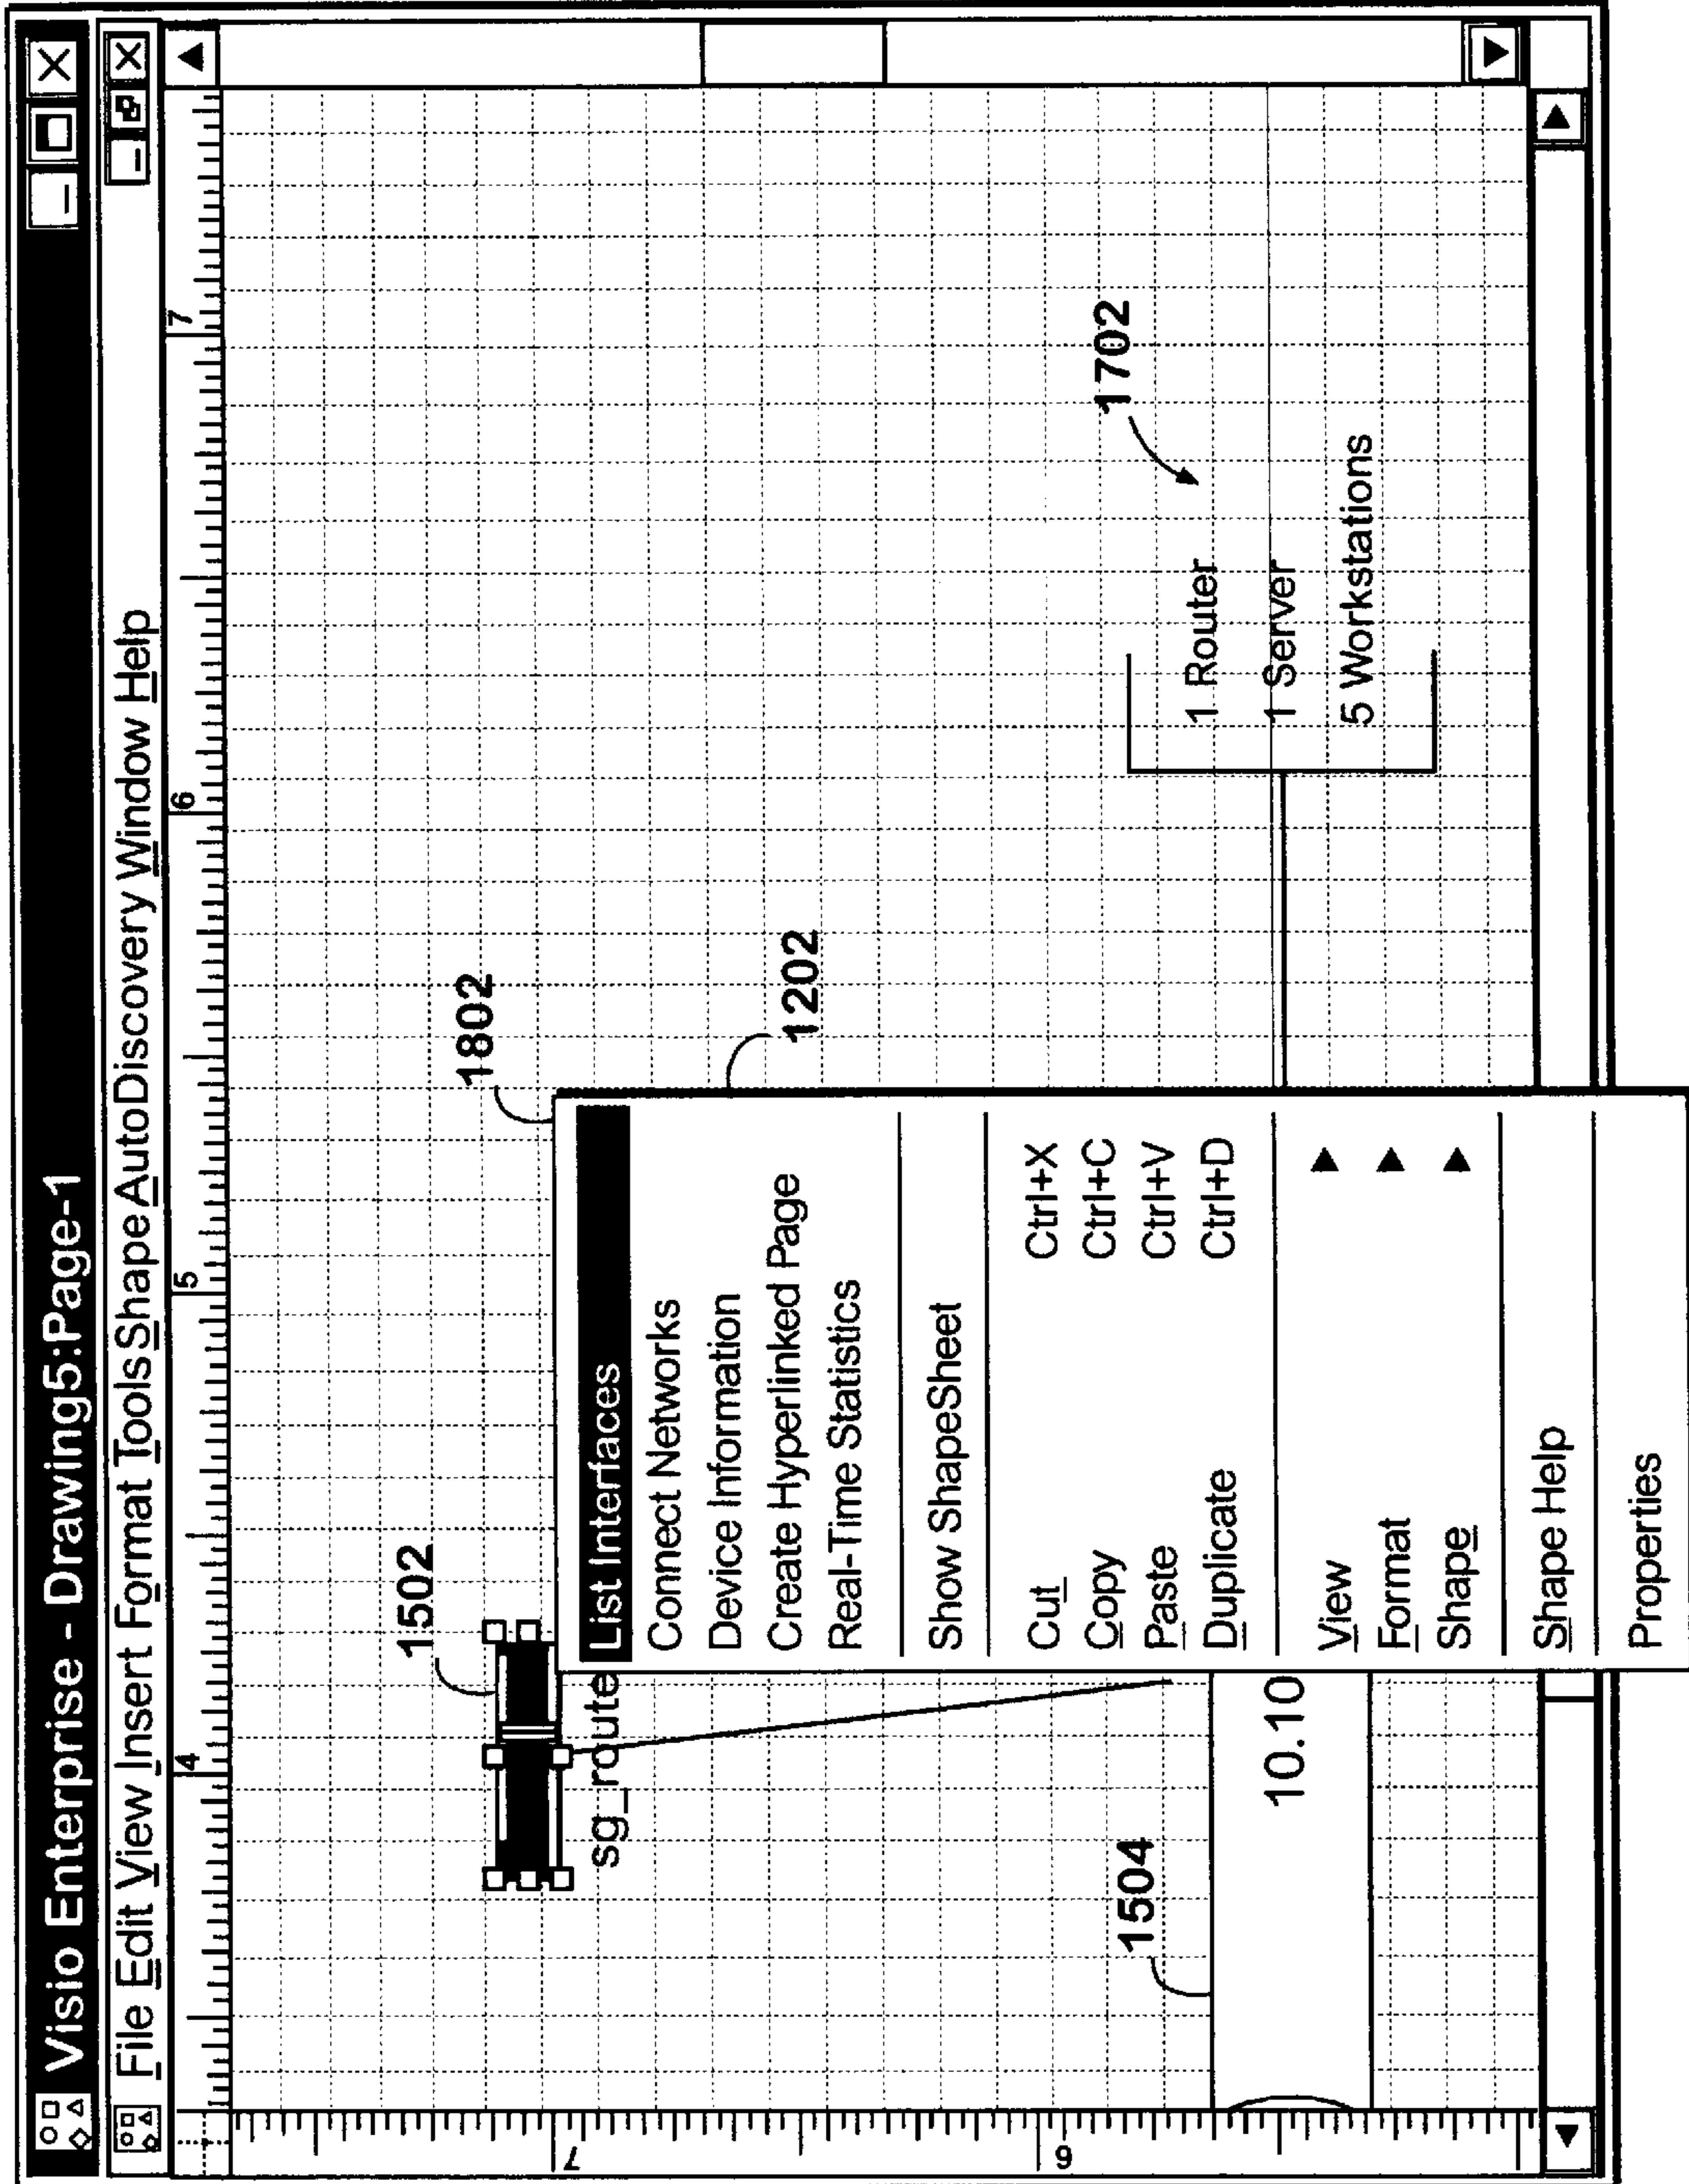 Visio Enterprise - Drawing5:Page-1
File Edit View Insert Format Tools Shape AutoDiscovery Window Help
4 5 6 7
7
6
1502
1802
sg_route
1202
List Interfaces
Connect Networks
Device Information
Create Hyperlinked Page
Real-Time Statistics
Show ShapeSheet
Cut Ctrl+X
Copy Ctrl+C
Paste Ctrl+V
Duplicate Ctrl+D
View
Format
Shape
Shape Help
Properties
1504
10.10
1702
1 Router
1 Server
5 Workstations